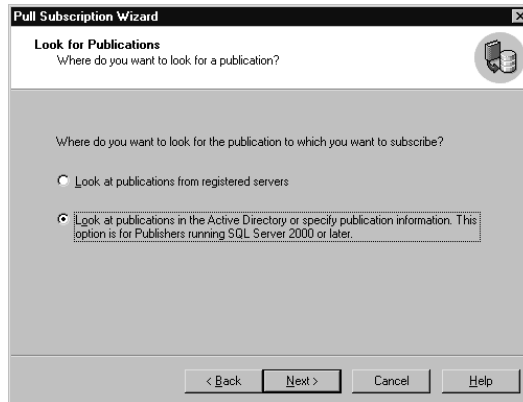 Pull Subscription Wizard
Look for Publications
Where do you want to look for a publication?
Where do you want to look for the publication to which you want to subscribe?
Look at publications from registered servers
Look at publications in the Active Directory or specify publication information. This
option is for Publishers running SQL Server 2000 or later.
< Back
Next >
Cancel
Help